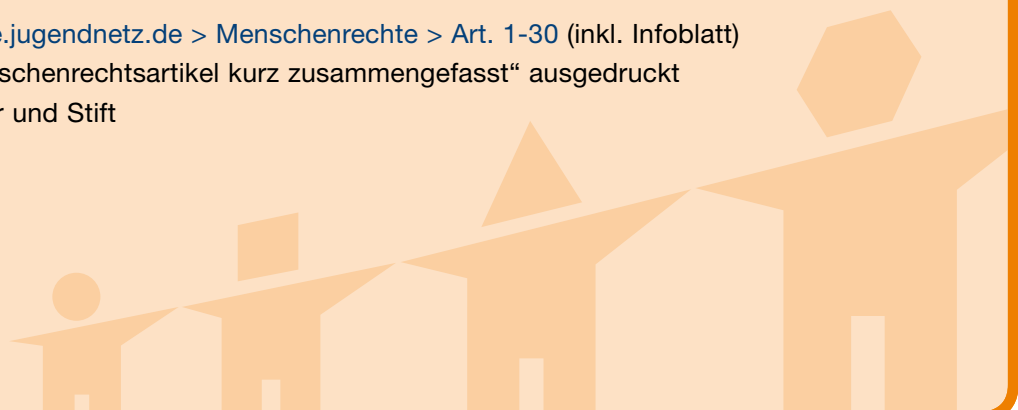 .jugendnetz.de > Menschenrechte > Art. 1-30 (inkl. Infoblatt)
schenrechtsartikel kurz zusammengefasst“ ausgedruckt
und Stift